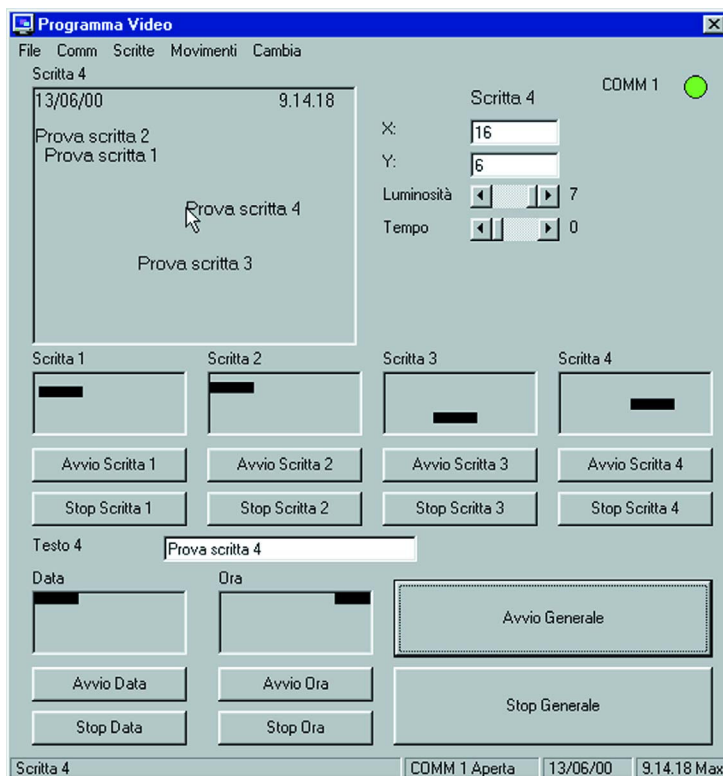 Programma Video
File Comm Scritte Movimenti Cambia
Scritta 4
COMM 1
13/06/00 9.14.18
Scritta 4
Prova scritta 2
Prova scritta 1
Prova scritta 4
Prova scritta 3
X: 16
Y: 6
Luminosità 7
Tempo 0
Scritta 1 Scritta 2 Scritta 3 Scritta 4
Avvio Scritta 1 Avvio Scritta 2 Avvio Scritta 3 Avvio Scritta 4
Stop Scritta 1 Stop Scritta 2 Stop Scritta 3 Stop Scritta 4
Testo 4 Prova scritta 4
Data Ora
Avvio Generale
Avvio Data Avvio Ora
Stop Generale
Stop Data Stop Ora
Scritta 4 COMM 1 Aperta 13/06/00 9.14.18 Max